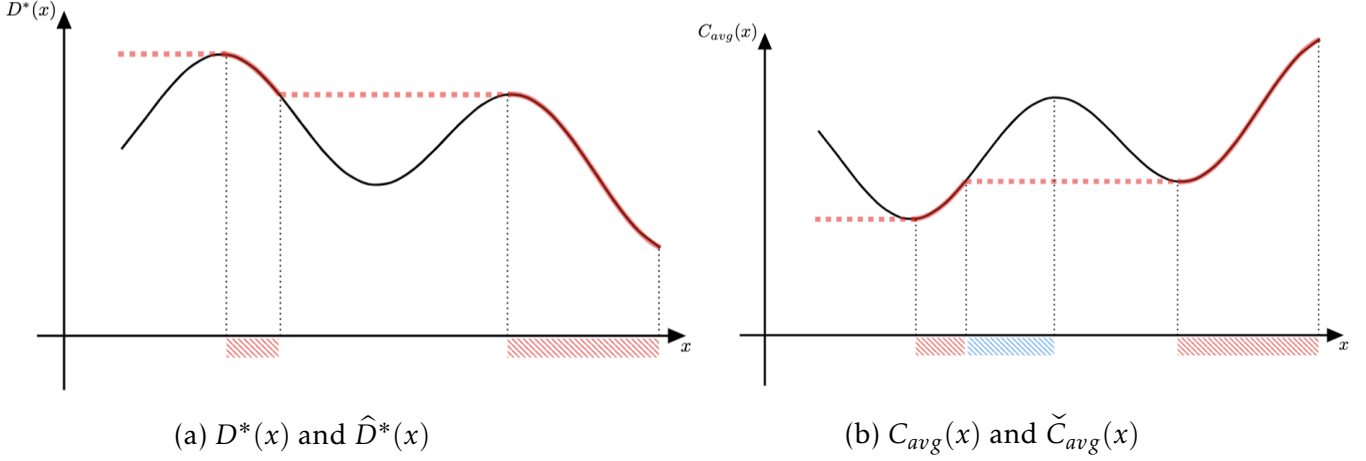 D*(x)
C_avg(x)
x
x
(a) D*(x) and D̂*(x)
(b) C_avg(x) and Č_avg(x)